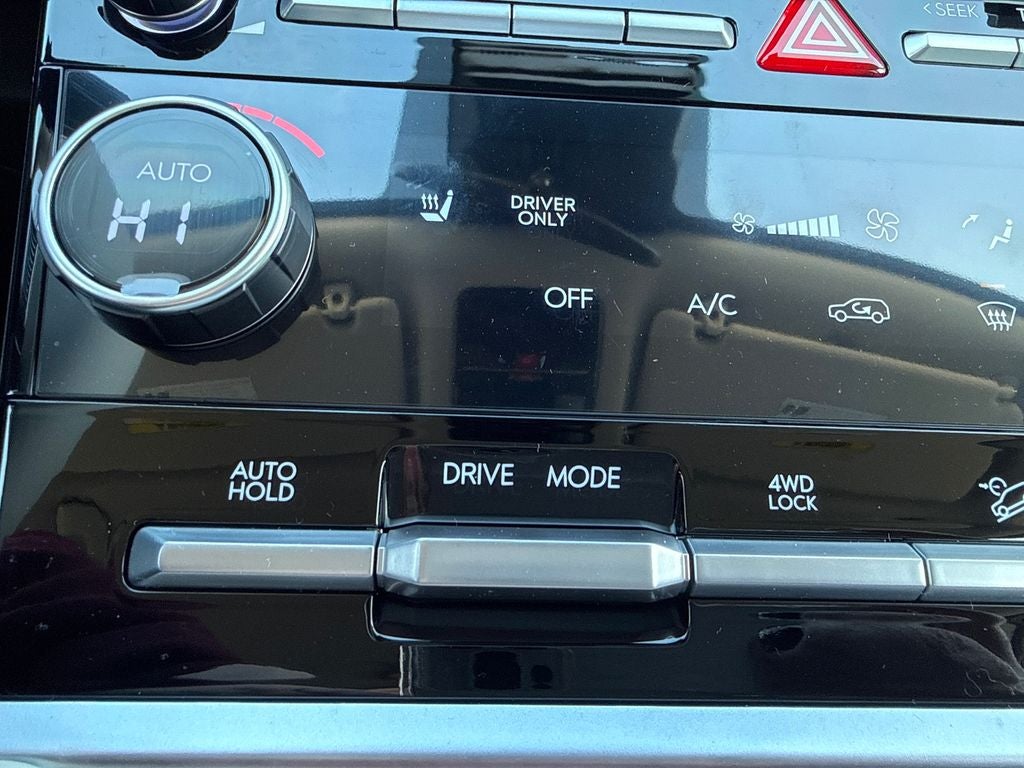 <SEEK
AUTO
HI
DRIVER
ONLY
OFF
A/C
AUTO
HOLD
DRIVE MODE
4WD
LOCK